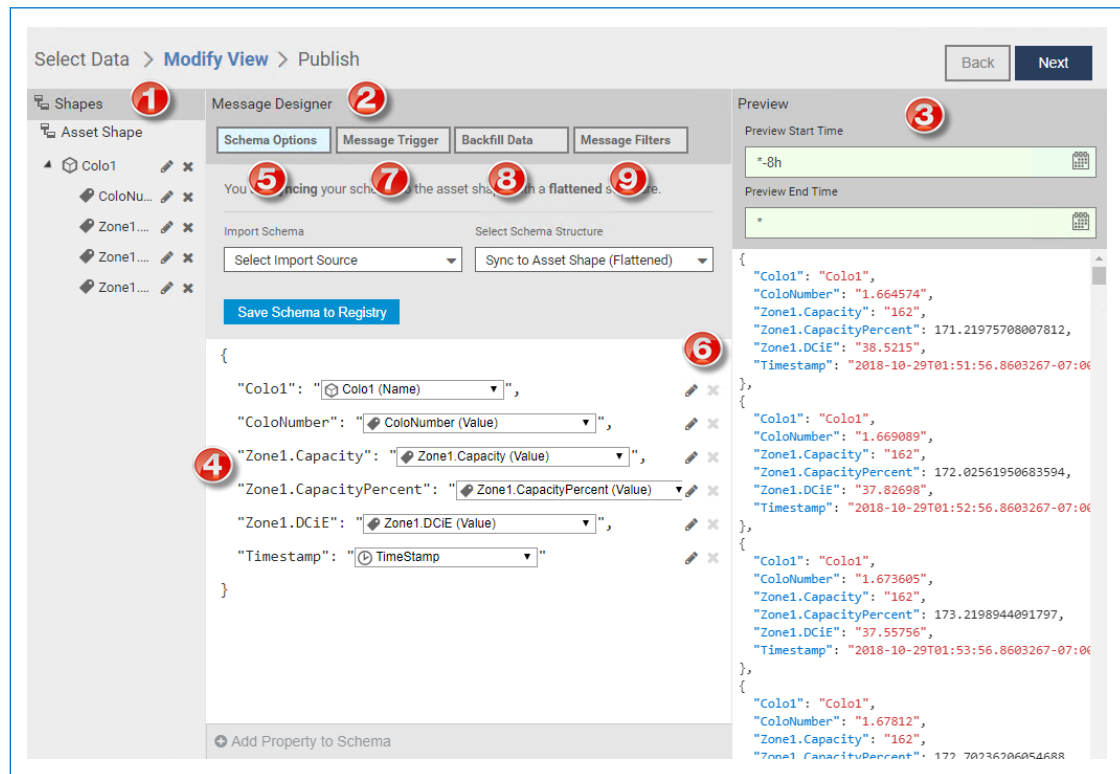 Select Data > Modify View > Publish
Back
Next
Shapes
1
Message Designer
2
Preview
3
Asset Shape
Colo1
ColoNu...
Zone1....
Zone1....
Zone1....
Schema Options
Message Trigger
Backfill Data
Message Filters
5
7
8
9
You ncing your sch the asset shap h a flattened s re.
Import Schema
Select Schema Structure
Select Import Source
Sync to Asset Shape (Flattened)
Save Schema to Registry
6
{
"Colo1": "Colo1 (Name)",
"ColoNumber": "ColoNumber (Value)",
4
"Zone1.Capacity": "Zone1.Capacity (Value)",
"Zone1.CapacityPercent": "Zone1.CapacityPercent (Value)
"Zone1.DCiE": "Zone1.DCiE (Value)",
"Timestamp": "TimeStamp"
}
Add Property to Schema
Preview Start Time
*-8h
Preview End Time
*
{
"Colo1": "Colo1",
"ColoNumber": "1.664574",
"Zone1.Capacity": "162",
"Zone1.CapacityPercent": 171.21975708007812,
"Zone1.DCiE": "38.5215",
"Timestamp": "2018-10-29T01:51:56.8603267-07:00
},
{
"Colo1": "Colo1",
"ColoNumber": "1.669089",
"Zone1.Capacity": "162",
"Zone1.CapacityPercent": 172.02561950683594,
"Zone1.DCiE": "37.82698",
"Timestamp": "2018-10-29T01:52:56.8603267-07:00
},
{
"Colo1": "Colo1",
"ColoNumber": "1.673605",
"Zone1.Capacity": "162",
"Zone1.CapacityPercent": 173.2198944091797,
"Zone1.DCiE": "37.55756",
"Timestamp": "2018-10-29T01:53:56.8603267-07:00
},
{
"Colo1": "Colo1",
"ColoNumber": "1.67812",
"Zone1.Capacity": "162",
"Zone1.CapacityPercent": 172.70236206054688